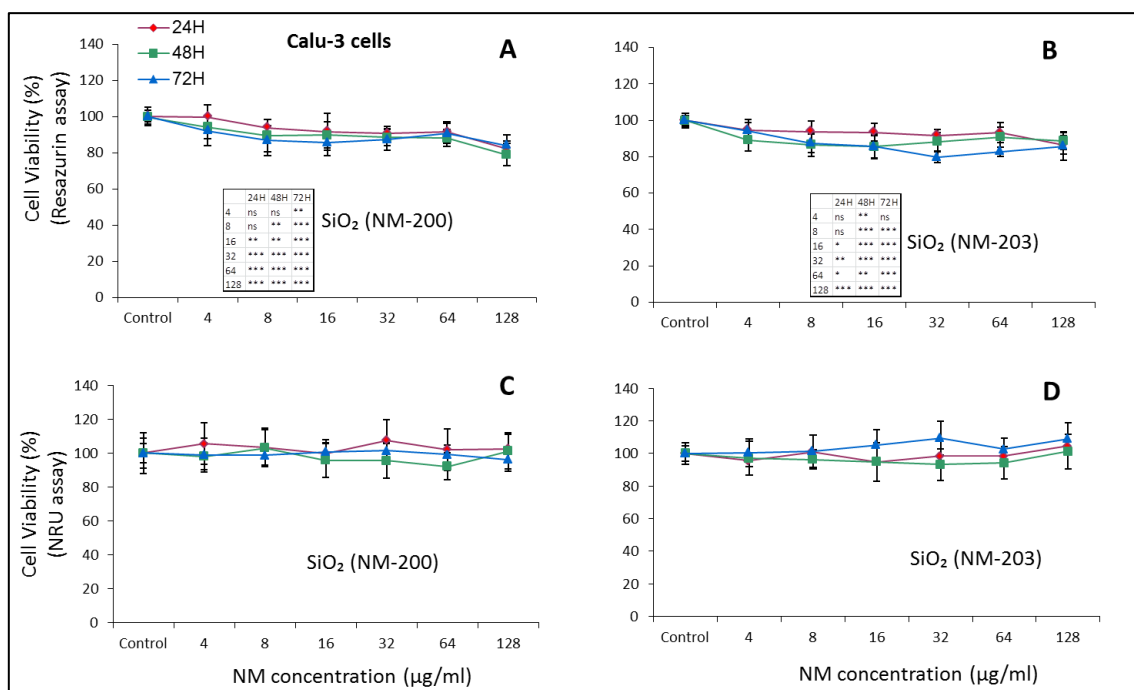 Calu-3 cells
24H
48H
72H
A
Cell Viability (%)
(Resazurin assay)
140
120
100
80
60
40
20
0
24H 48H 72H
4 ns ns **
8 ns ** ***
16 ** ** ***
32 *** *** ***
64 *** *** ***
128 *** *** ***
SiO₂ (NM-200)
Control 4 8 16 32 64 128
B
140
120
100
80
60
40
20
0
24H 48H 72H
4 ns ** ns
8 ns *** ***
16 * *** ***
32 ** *** ***
64 * ** ***
128 *** *** ***
SiO₂ (NM-203)
Control 4 8 16 32 64 128
C
Cell Viability (%)
(NRU assay)
140
120
100
80
60
40
20
0
SiO₂ (NM-200)
Control 4 8 16 32 64 128
NM concentration (µg/ml)
D
140
120
100
80
60
40
20
0
SiO₂ (NM-203)
Control 4 8 16 32 64 128
NM concentration (µg/ml)